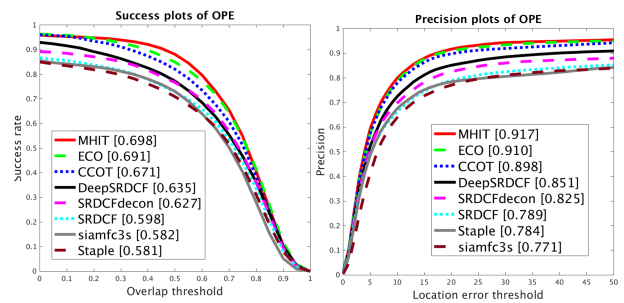 Success plots of OPE
Success rate
1
0.9
0.8
0.7
0.6
0.5
0.4
0.3
0.2
0.1
0
MHIT [0.698]
ECO [0.691]
CCOT [0.671]
DeepSRDCF [0.635]
SRDCFdecon [0.627]
SRDCF [0.598]
siamfc3s [0.582]
Staple [0.581]
0 0.1 0.2 0.3 0.4 0.5 0.6 0.7 0.8 0.9 1
Overlap threshold
Precision plots of OPE
Precision
1
0.9
0.8
0.7
0.6
0.5
0.4
0.3
0.2
0.1
0
MHIT [0.917]
ECO [0.910]
CCOT [0.898]
DeepSRDCF [0.851]
SRDCFdecon [0.825]
SRDCF [0.789]
Staple [0.784]
siamfc3s [0.771]
0 5 10 15 20 25 30 35 40 45 50
Location error threshold